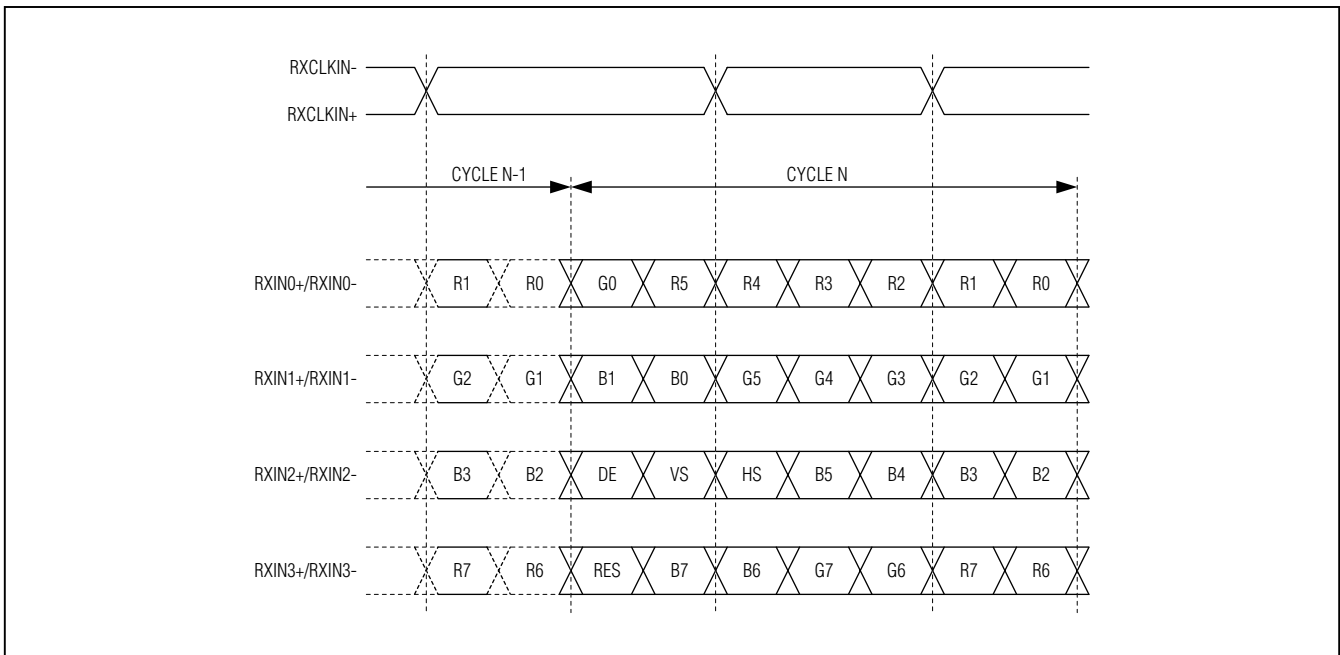 RXCLKIN-
RXCLKIN+
CYCLE N-1 CYCLE N
RXIN0+/RXIN0- R1 R0 G0 R5 R4 R3 R2 R1 R0
RXIN1+/RXIN1- G2 G1 B1 B0 G5 G4 G3 G2 G1
RXIN2+/RXIN2- B3 B2 DE VS HS B5 B4 B3 B2
RXIN3+/RXIN3- R7 R6 RES B7 B6 G7 G6 R7 R6